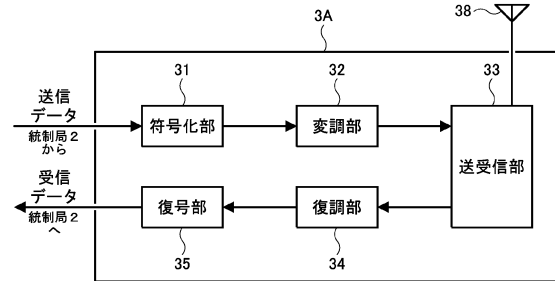 38
3A
31
32
33
送信
データ
統制局2
から
符号化部
変調部
送受信部
受信
データ
統制局2
へ
復号部
復調部
35
34